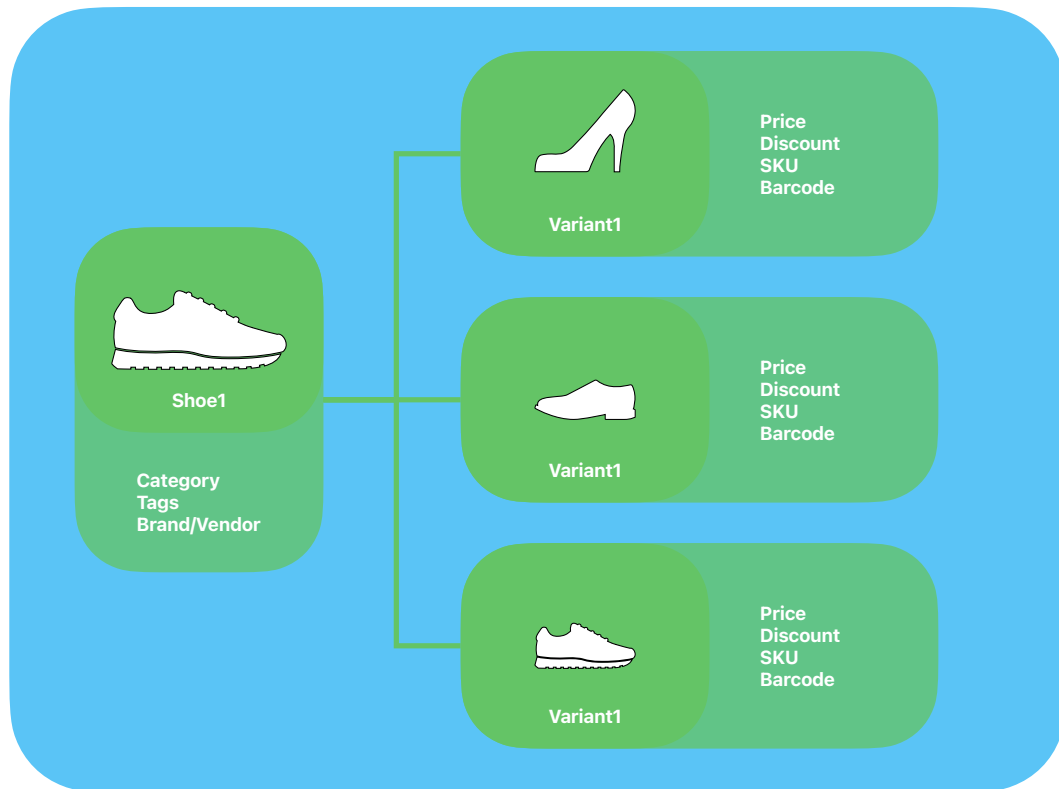 Shoe1
Category
Tags
Brand/Vendor
Variant1
Price
Discount
SKU
Barcode
Variant1
Price
Discount
SKU
Barcode
Variant1
Price
Discount
SKU
Barcode